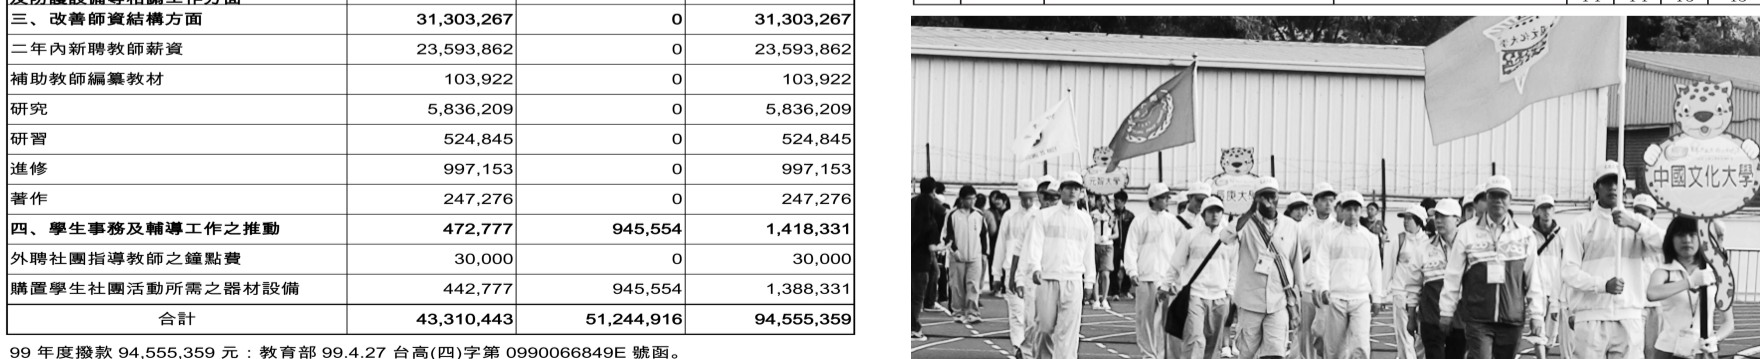 三、改善師資結構方面 31,303,267 0 31,303,267
二年內新聘教師薪資 23,593,862 0 23,593,862
補助教師編纂教材 103,922 0 103,922
研究 5,836,209 0 5,836,209
研習 524,845 0 524,845
進修 997,153 0 997,153
著作 247,276 0 247,276
四、學生事務及輔導工作之推動 472,777 945,554 1,418,331
外聘社團指導教師之鐘點費 30,000 0 30,000
購置學生社團活動所需之器材設備 442,777 945,554 1,388,331
合計 43,310,443 51,244,916 94,555,359
99 年度撥款 94,555,359 元：教育部 99.4.27 台高(四)字第 0990066849E 號函。
元智大學
長庚大學
中國文化大學